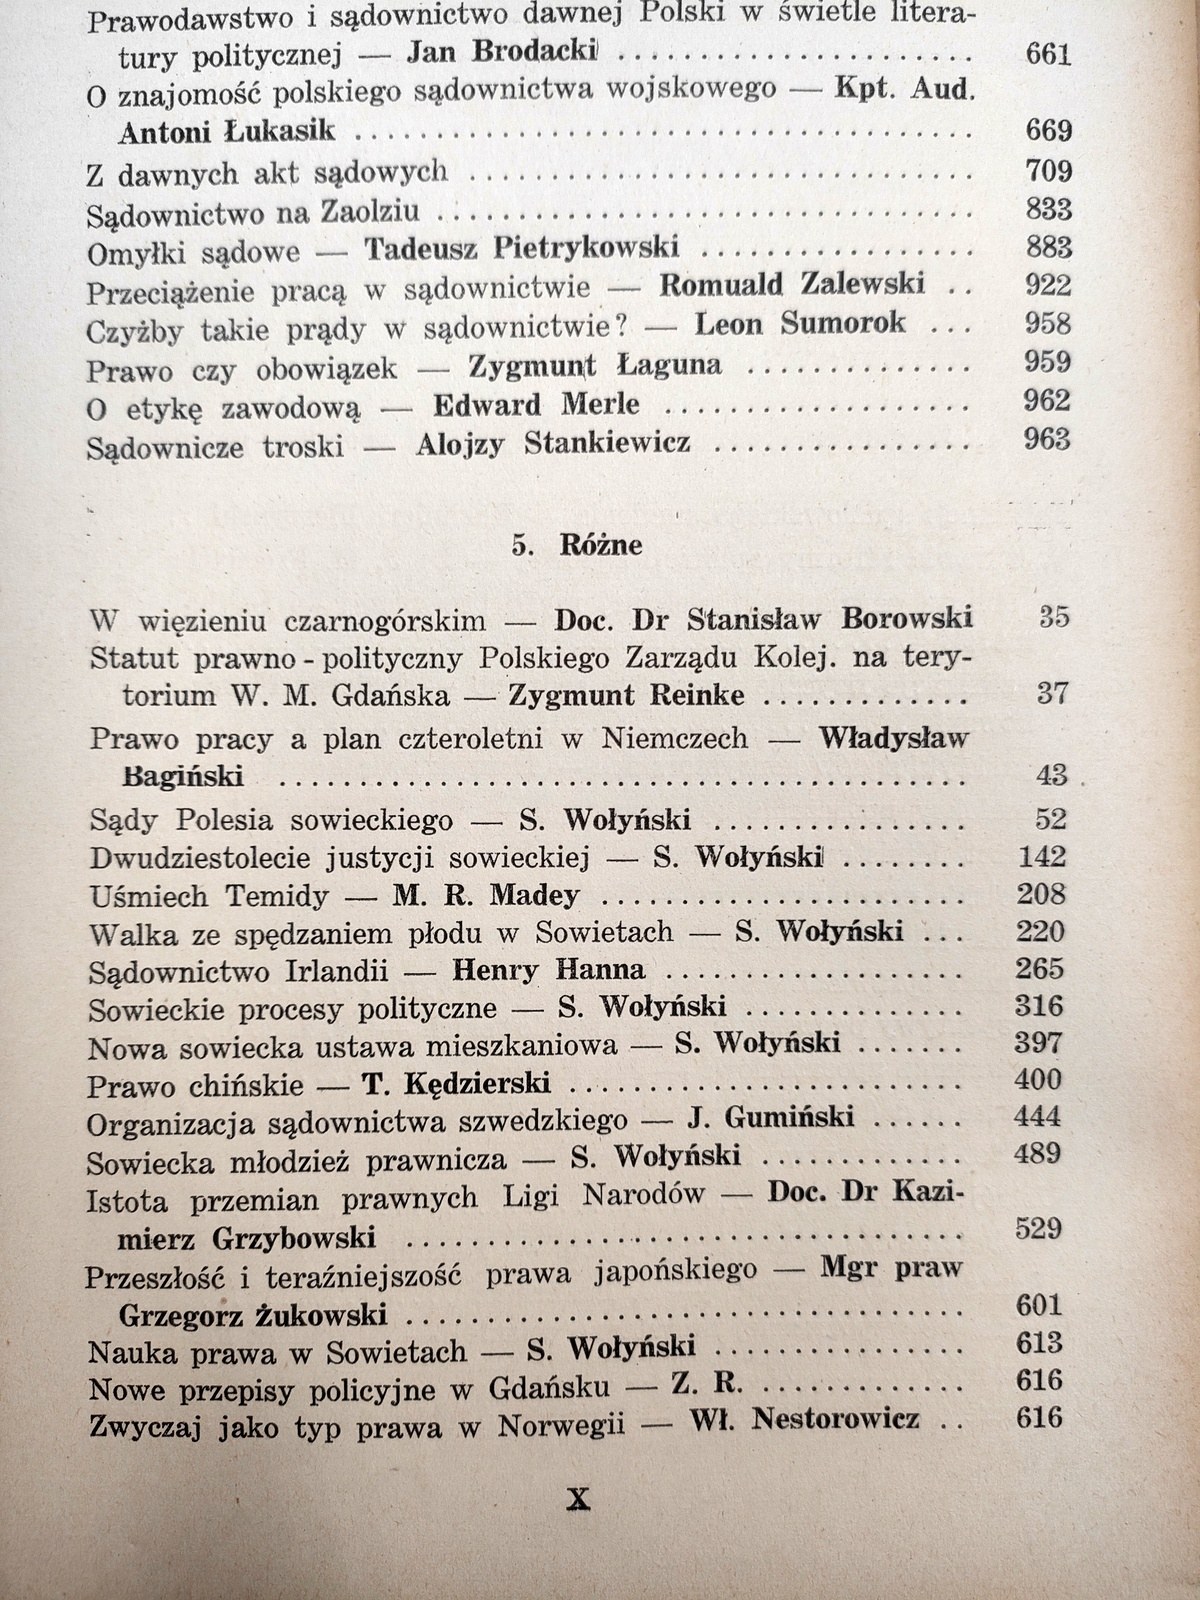 Prawodawstwo i sądownictwo dawnej Polski w świetle litera-
tury politycznej — Jan Brodacki ...................... 661
O znajomość polskiego sądownictwa wojskowego — Kpt. Aud.
Antoni Łukasik ...................................... 669
Z dawnych akt sądowych ............................... 709
Sądownictwo na Zaolziu ................................. 833
Omyłki sądowe — Tadeusz Pietrykowski ................. 883
Przeciążenie pracą w sądownictwie — Romuald Zalewski .. 922
Czyżby takie prądy w sądownictwie? — Leon Sumorok ... 958
Prawo czy obowiązek — Zygmunt Łaguna .............. 959
O etykę zawodową — Edward Merle ................... 962
Sądownicze troski — Alojzy Stankiewicz ................ 963
5. Różne
W więzieniu czarnogórskim — Doc. Dr Stanisław Borowski 35
Statut prawno - polityczny Polskiego Zarządu Kolej. na tery-
torium W. M. Gdańska — Zygmunt Reinke ............. 37
Prawo pracy a plan czteroletni w Niemczech — Władysław
Bagiński .......................................... 43
Sądy Polesia sowieckiego — S. Wołyński ................ 52
Dwudziestolecie justycji sowieckiej — S. Wołyński ........ 142
Uśmiech Temidy — M. R. Madey ....................... 208
Walka ze spędzaniem płodu w Sowietach — S. Wołyński ... 220
Sądownictwo Irlandii — Henry Hanna ................... 265
Sowieckie procesy polityczne — S. Wołyński .............. 316
Nowa sowiecka ustawa mieszkaniowa — S. Wołyński ....... 397
Prawo chińskie — T. Kędzierski ......................... 400
Organizacja sądownictwa szwedzkiego — J. Gumiński ...... 444
Sowiecka młodzież prawnicza — S. Wołyński ............. 489
Istota przemian prawnych Ligi Narodów — Doc. Dr Kazi-
mierz Grzybowski .................................. 529
Przeszłość i teraźniejszość prawa japońskiego — Mgr praw
Grzegorz Żukowski .................................. 601
Nauka prawa w Sowietach — S. Wołyński ................ 613
Nowe przepisy policyjne w Gdańsku — Z. R. ............. 616
Zwyczaj jako typ prawa w Norwegii — Wł. Nestorowicz .. 616
X